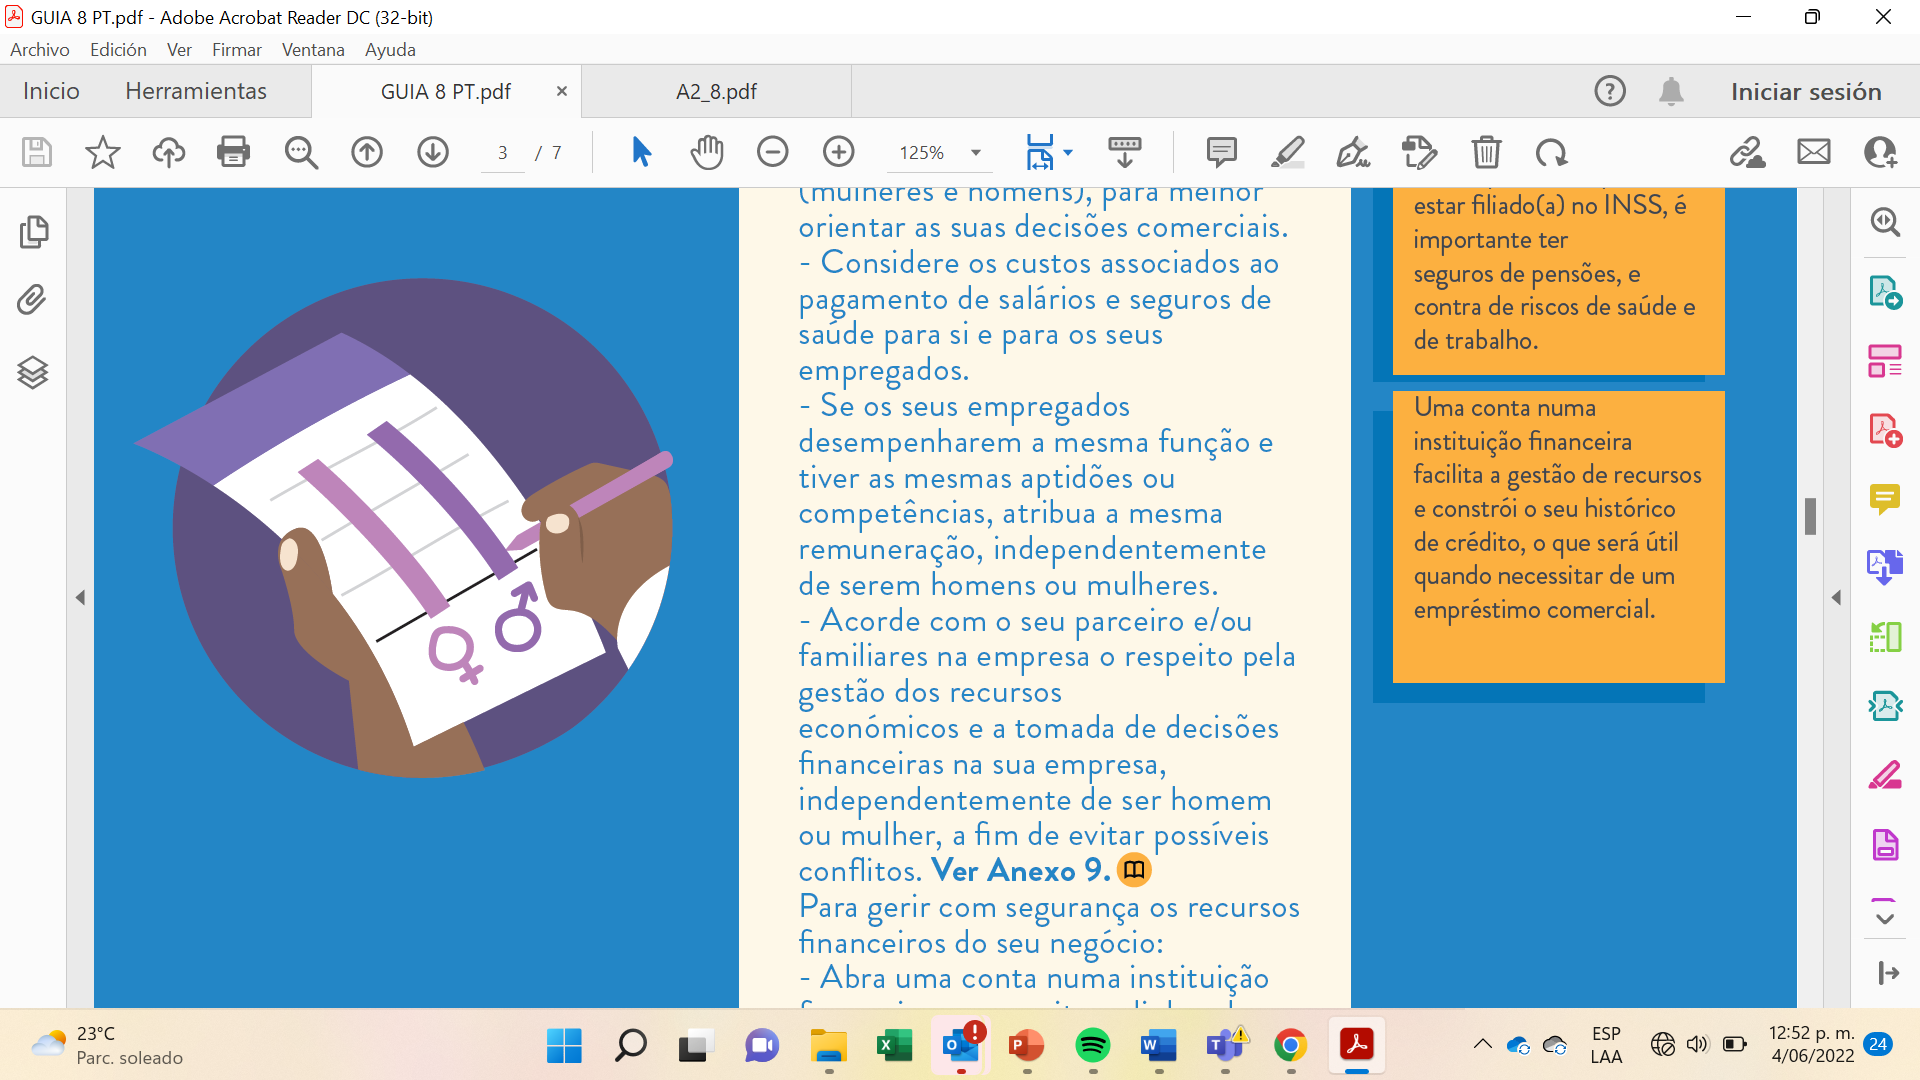 GUIA 8 PT.pdf - Adobe Acrobat Reader DC (32-bit)
Archivo Edición Ver Firmar Ventana Ayuda
Inicio Herramientas GUIA 8 PT.pdf × A2_8.pdf Iniciar sesión
3 / 7 125%
(mulheres e homens), para melhor
orientar as suas decisões comerciais.
- Considere os custos associados ao
pagamento de salários e seguros de
saúde para si e para os seus
empregados.
- Se os seus empregados
desempenharem a mesma função e
tiver as mesmas aptidões ou
competências, atribua a mesma
remuneração, independentemente
de serem homens ou mulheres.
- Acorde com o seu parceiro e/ou
familiares na empresa o respeito pela
gestão dos recursos
económicos e a tomada de decisões
financeiras na sua empresa,
independentemente de ser homem
ou mulher, a fim de evitar possíveis
conflitos. Ver Anexo 9.
Para gerir com segurança os recursos
financeiros do seu negócio:
- Abra uma conta numa instituição
estar filiado(a) no INSS, é
importante ter
seguros de pensões, e
contra de riscos de saúde e
de trabalho.
Uma conta numa
instituição financeira
facilita a gestão de recursos
e constrói o seu histórico
de crédito, o que será útil
quando necessitar de um
empréstimo comercial.
23°C
Parc. soleado
ESP
LAA
12:52 p. m.
4/06/2022
24